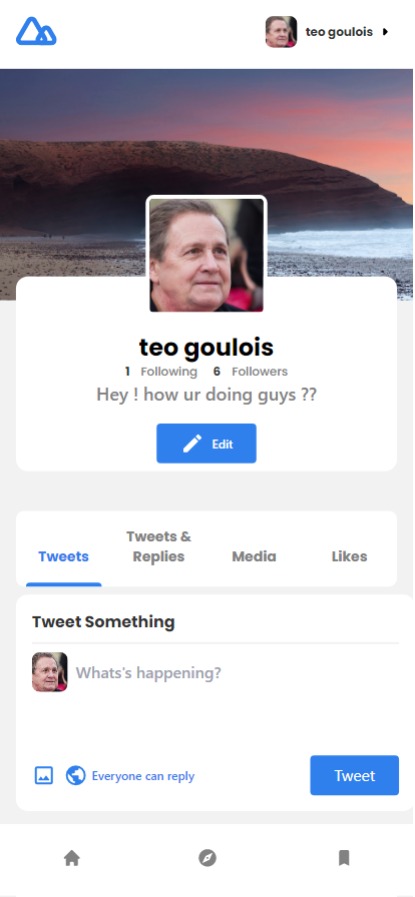 teo goulois
teo goulois
1 Following 6 Followers
Hey ! how ur doing guys ??
Edit
Tweets
Tweets &
Replies
Media
Likes
Tweet Something
Whats's happening?
Everyone can reply
Tweet